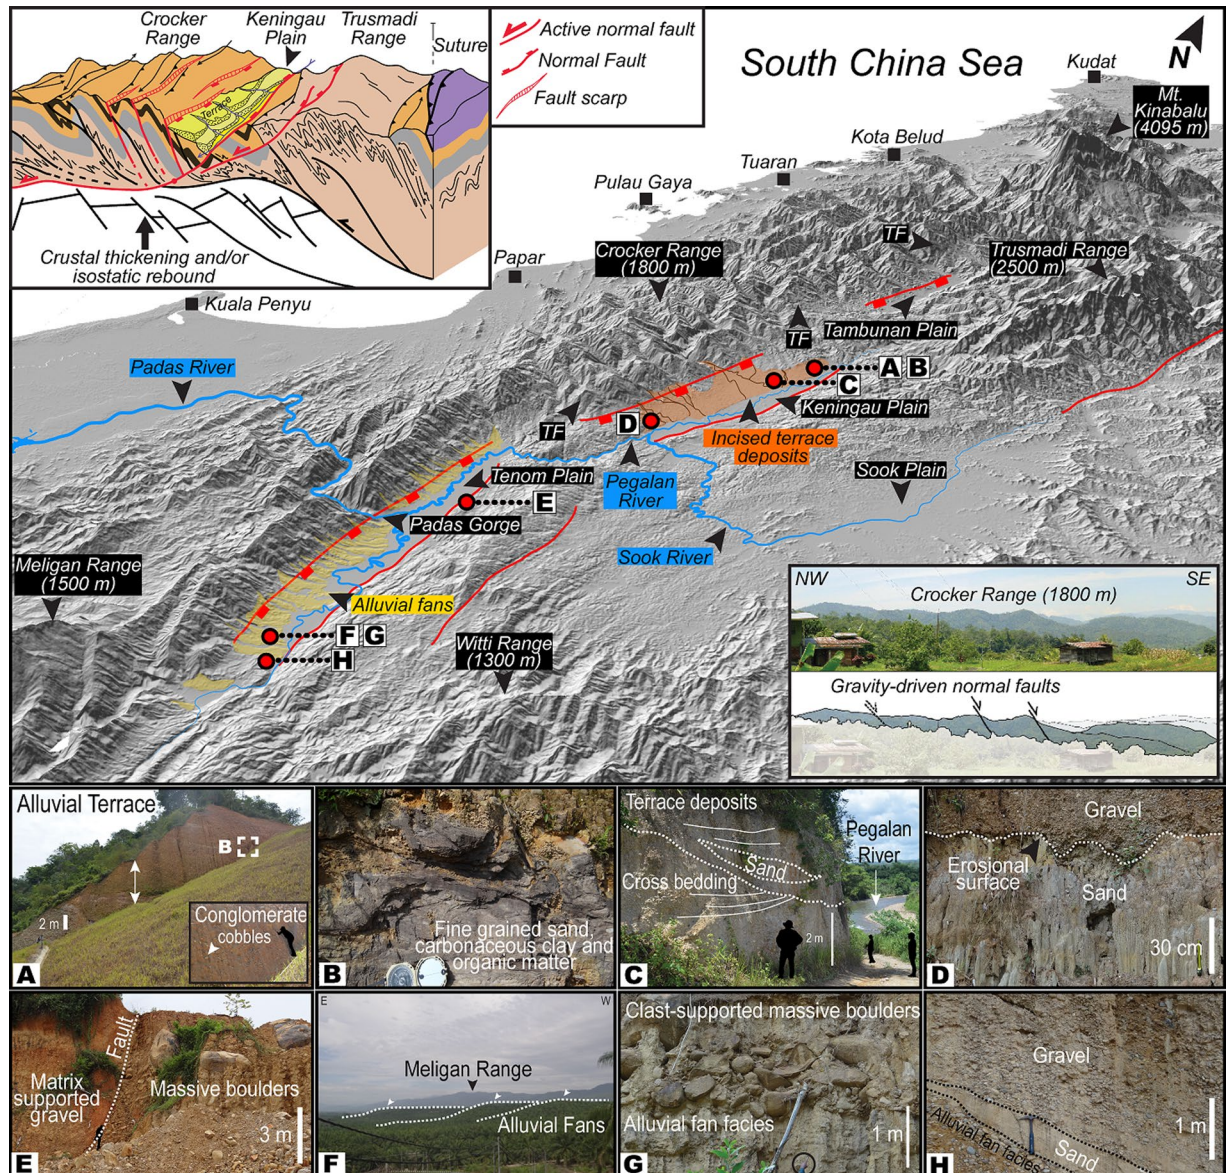 Crocker
Range
Keningau
Plain
Trusmadi
Range
Suture
Terrace
Crustal thickening and/or
isostatic rebound
Active normal fault
Normal Fault
Fault scarp
South China Sea
N
Kudat
Mt.
Kinabalu
(4095 m)
Kota Belud
Tuaran
Pulau Gaya
Papar
Kuala Penyu
Crocker Range
(1800 m)
TF
Trusmadi Range
(2500 m)
Tambunan Plain
TF
Padas River
A B
C
Keningau Plain
D
TF
Incised terrace
deposits
Tenom Plain
Pegalan
River
Sook Plain
E
Padas Gorge
Sook River
Meligan Range
(1500 m)
Alluvial fans
F G
H
Witti Range
(1300 m)
NW
SE
Crocker Range (1800 m)
Gravity-driven normal faults
Alluvial Terrace
B
2 m
Conglomerate
cobbles
A
Fine grained sand,
carbonaceous clay and
organic matter
B
Terrace deposits
Pegalan
River
Sand
Cross bedding
2 m
C
Gravel
Erosional
surface
Sand
30 cm
D
Fault
Matrix
supported
gravel
Massive boulders
3 m
E
E
W
Meligan Range
Alluvial Fans
F
Clast-supported massive boulders
Alluvial fan facies
1 m
G
Gravel
Sand
Alluvial fan facies
1 m
H